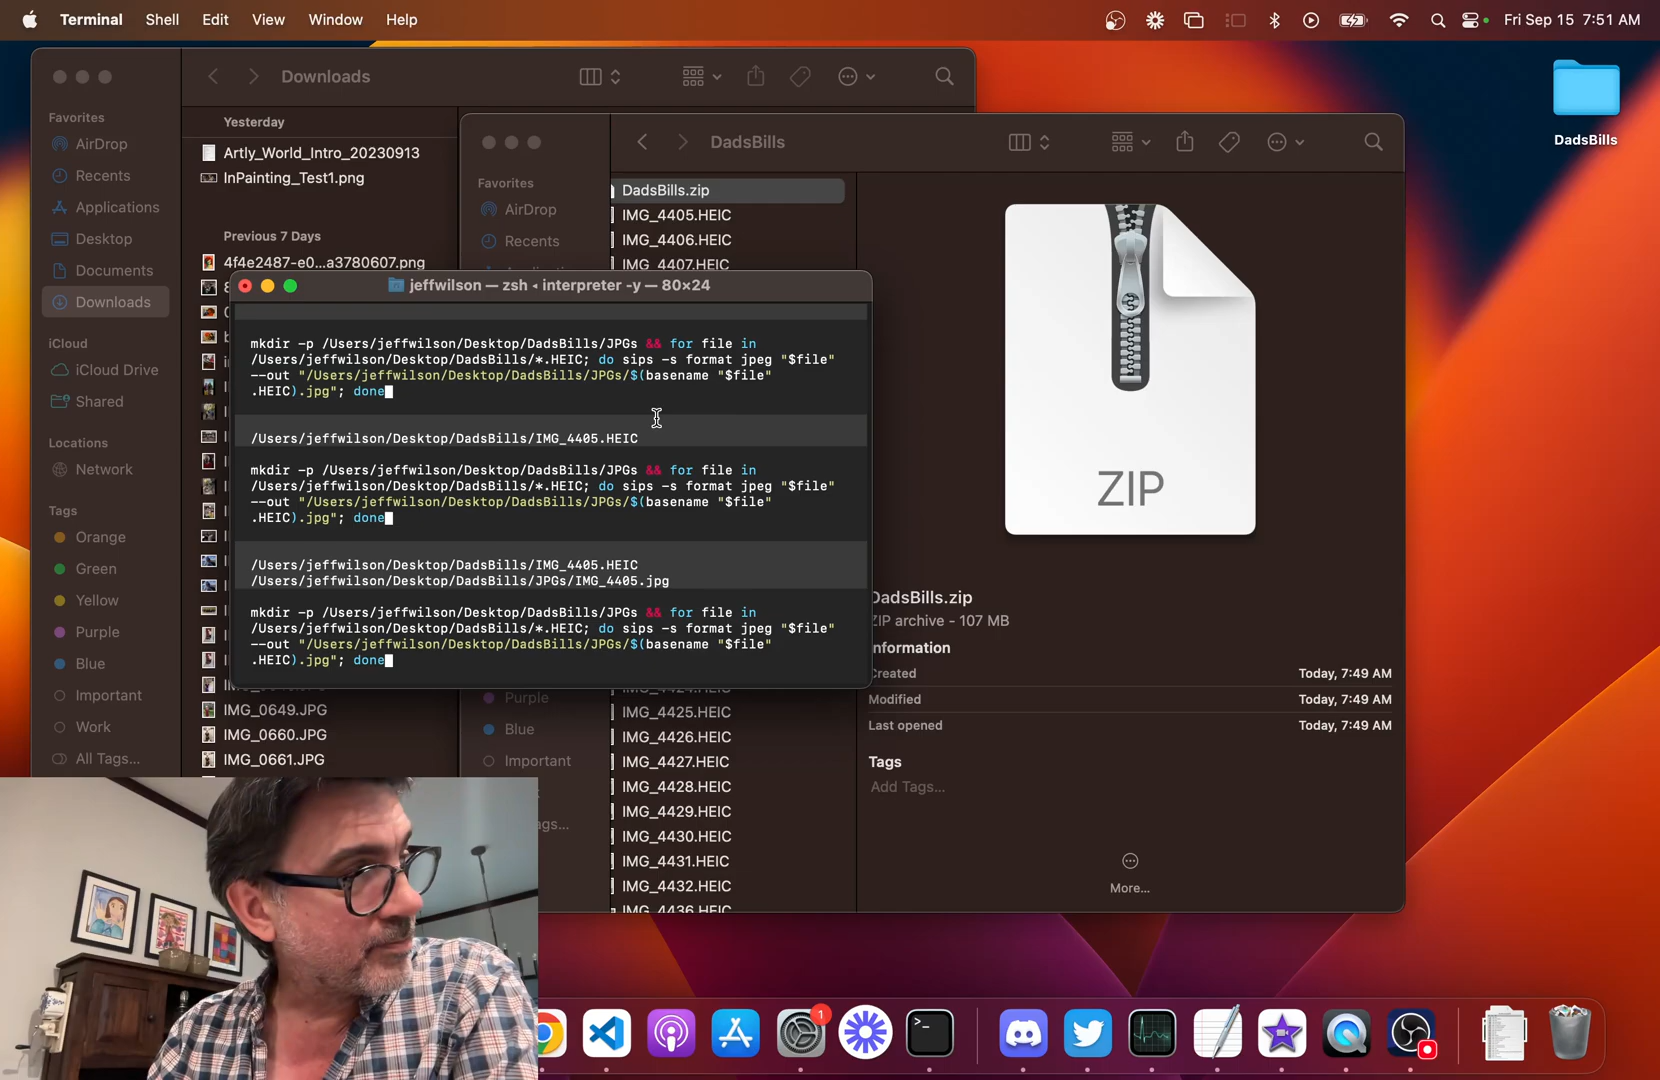 Terminal Shell Edit View Window Help
Fri Sep 15 7:51 AM
Downloads
Favorites
AirDrop
Recents
Applications
Desktop
Documents
Downloads
iCloud
iCloud Drive
Shared
Locations
Network
Tags
Orange
Green
Yellow
Purple
Blue
Important
Work
All Tags...
Yesterday
Artly_World_Intro_20230913
InPainting_Test1.png
Previous 7 Days
4f4e2487-e0...a3780607.png
IMG_0649.JPG
IMG_0660.JPG
IMG_0661.JPG
DadsBills
Favorites
AirDrop
Recents
Purple
Blue
Important
DadsBills.zip
IMG_4405.HEIC
IMG_4406.HEIC
IMG_4407.HEIC
IMG_4425.HEIC
IMG_4426.HEIC
IMG_4427.HEIC
IMG_4428.HEIC
IMG_4429.HEIC
IMG_4430.HEIC
IMG_4431.HEIC
IMG_4432.HEIC
IMG_4436.HEIC
jeffwilson — zsh ◂ interpreter -y — 80×24
mkdir -p /Users/jeffwilson/Desktop/DadsBills/JPGs && for file in
/Users/jeffwilson/Desktop/DadsBills/*.HEIC; do sips -s format jpeg "$file"
--out "/Users/jeffwilson/Desktop/DadsBills/JPGs/$(basename "$file"
.HEIC).jpg"; done
/Users/jeffwilson/Desktop/DadsBills/IMG_4405.HEIC
mkdir -p /Users/jeffwilson/Desktop/DadsBills/JPGs && for file in
/Users/jeffwilson/Desktop/DadsBills/*.HEIC; do sips -s format jpeg "$file"
--out "/Users/jeffwilson/Desktop/DadsBills/JPGs/$(basename "$file"
.HEIC).jpg"; done
/Users/jeffwilson/Desktop/DadsBills/IMG_4405.HEIC
/Users/jeffwilson/Desktop/DadsBills/JPGs/IMG_4405.jpg
mkdir -p /Users/jeffwilson/Desktop/DadsBills/JPGs && for file in
/Users/jeffwilson/Desktop/DadsBills/*.HEIC; do sips -s format jpeg "$file"
--out "/Users/jeffwilson/Desktop/DadsBills/JPGs/$(basename "$file"
.HEIC).jpg"; done
ZIP
DadsBills.zip
ZIP archive - 107 MB
Information
Created Today, 7:49 AM
Modified Today, 7:49 AM
Last opened Today, 7:49 AM
Tags
Add Tags...
More...
DadsBills
1